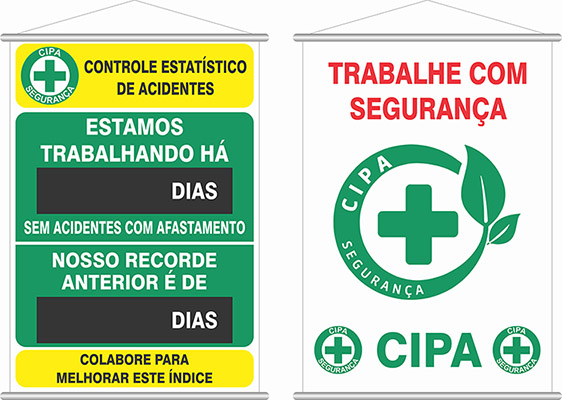 CIPA
SEGURANÇA
CONTROLE ESTATÍSTICO
DE ACIDENTES
ESTAMOS
TRABALHANDO HÁ
DIAS
SEM ACIDENTES COM AFASTAMENTO
NOSSO RECORDE
ANTERIOR É DE
DIAS
COLABORE PARA
MELHORAR ESTE ÍNDICE
TRABALHE COM
SEGURANÇA
CIPA
SEGURANÇA
CIPA
SEGURANÇA
CIPA
CIPA
SEGURANÇA